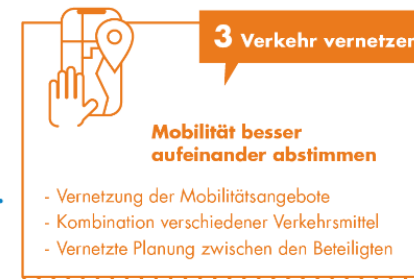 3 Verkehr vernetzen
Mobilität besser
aufeinander abstimmen
- Vernetzung der Mobilitätsangebote
- Kombination verschiedener Verkehrsmittel
- Vernetzte Planung zwischen den Beteiligten